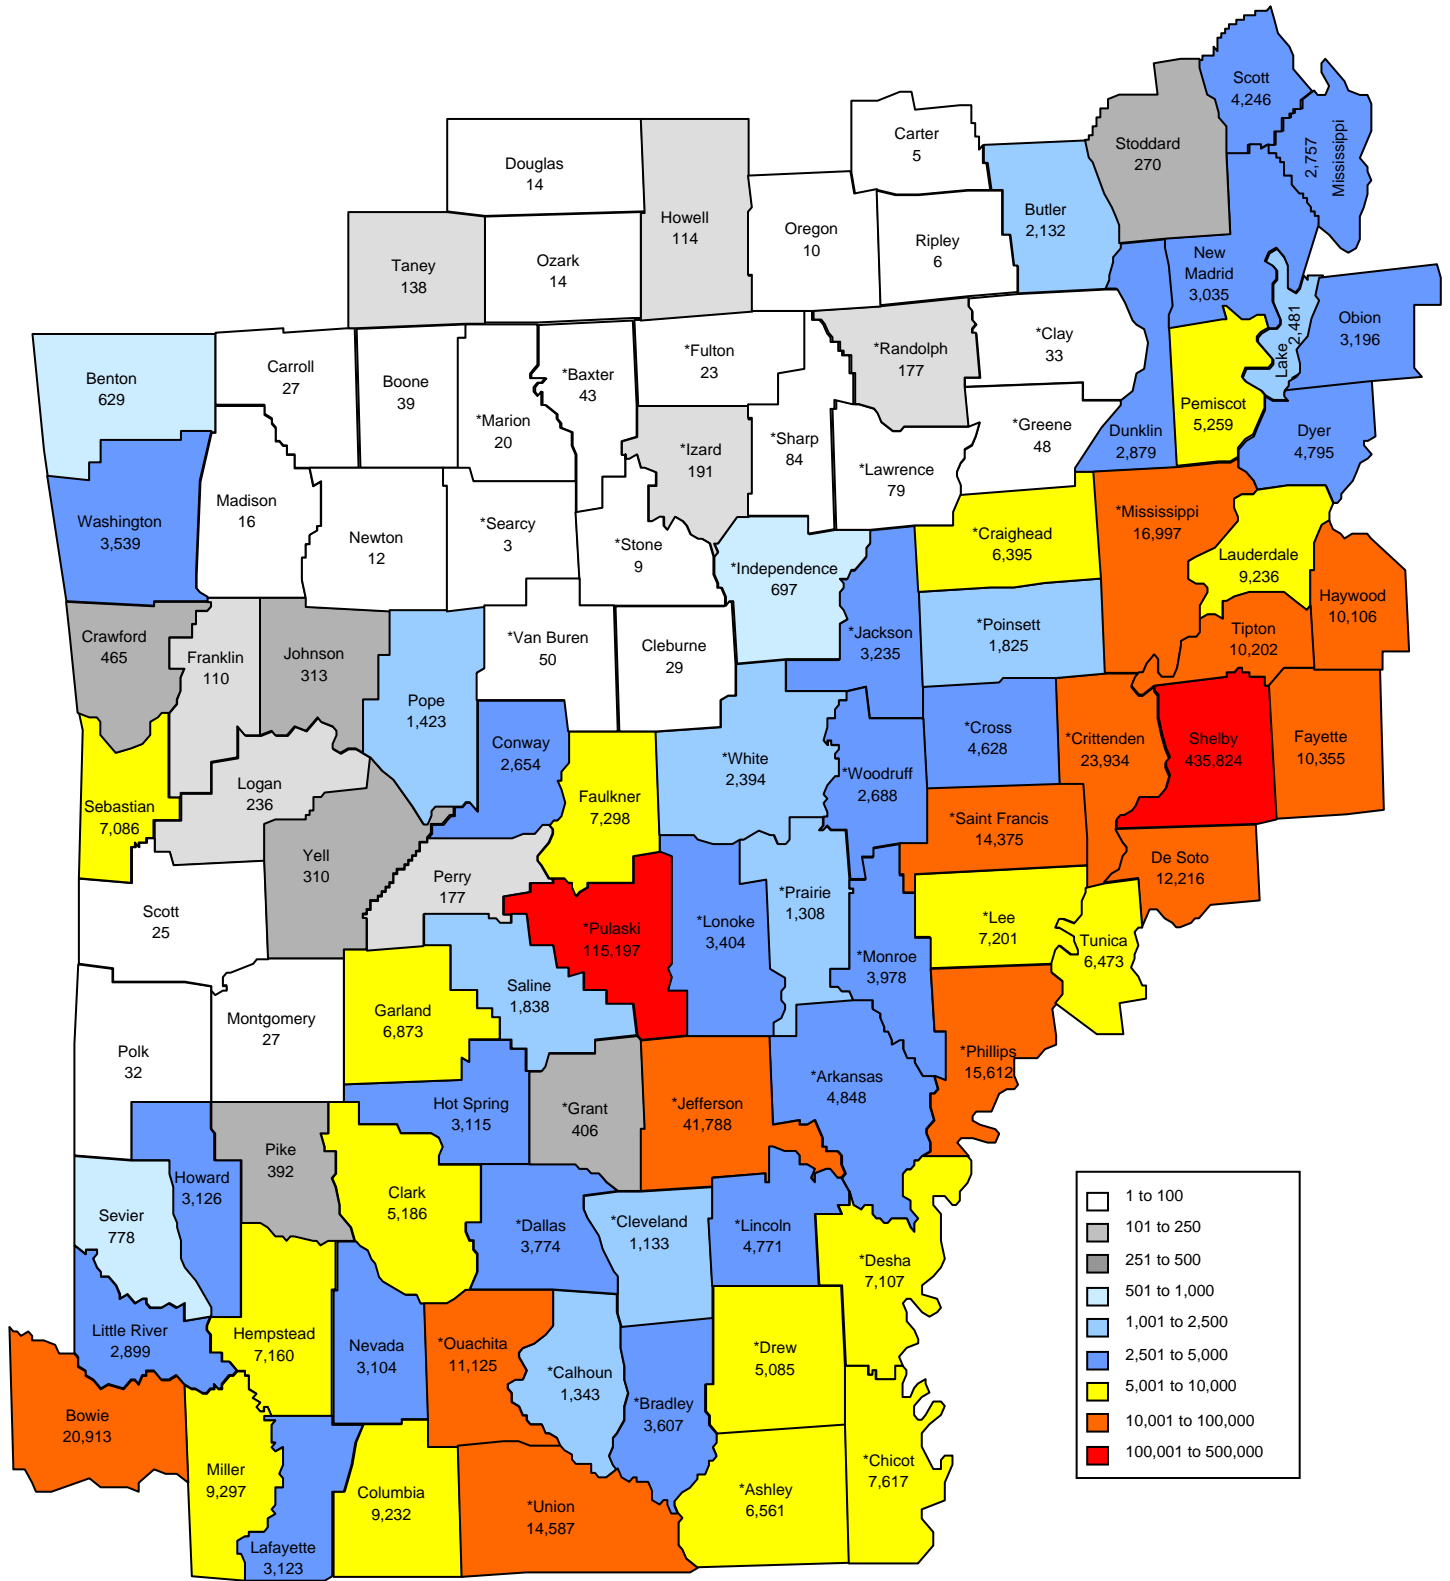 Scott
4,246
2,757
Mississippi
Carter
5
Stoddard
270
Douglas
14
Howell
114
Butler
2,132
Oregon
10
Ripley
6
Taney
138
Ozark
14
New
Madrid
3,035
Lake
2,481
Obion
3,196
*Clay
33
*Fulton
23
*Randolph
177
Benton
629
Carroll
27
Boone
39
*Baxter
43
*Marion
20
Pemiscot
5,259
*Greene
48
Dunklin
2,879
Dyer
4,795
*Sharp
84
*Izard
191
*Lawrence
79
Madison
16
Washington
3,539
*Searcy
3
Newton
12
*Stone
9
*Mississippi
16,997
*Craighead
6,395
Lauderdale
9,236
*Independence
697
Haywood
10,106
Crawford
465
Franklin
110
Johnson
313
*Van Buren
50
Cleburne
29
*Jackson
3,235
*Poinsett
1,825
Tipton
10,202
Pope
1,423
Conway
2,654
*White
2,394
*Cross
4,628
*Crittenden
23,934
Shelby
435,824
Fayette
10,355
*Woodruff
2,688
Logan
236
Sebastian
7,086
Faulkner
7,298
*Saint Francis
14,375
Yell
310
Perry
177
De Soto
12,216
*Prairie
1,308
Scott
25
*Pulaski
115,197
*Lonoke
3,404
*Lee
7,201
Tunica
6,473
*Monroe
3,978
Saline
1,838
Garland
6,873
Montgomery
27
Polk
32
*Phillips
15,612
*Arkansas
4,848
Hot Spring
3,115
*Grant
406
*Jefferson
41,788
Pike
392
Howard
3,126
Clark
5,186
Sevier
778
*Dallas
3,774
*Cleveland
1,133
*Lincoln
4,771
*Desha
7,107
Little River
2,899
Hempstead
7,160
Nevada
3,104
*Ouachita
11,125
*Calhoun
1,343
*Drew
5,085
*Bradley
3,607
Bowie
20,913
Miller
9,297
Columbia
9,232
*Union
14,587
*Ashley
6,561
*Chicot
7,617
Lafayette
3,123
1 to 100
101 to 250
251 to 500
501 to 1,000
1,001 to 2,500
2,501 to 5,000
5,001 to 10,000
10,001 to 100,000
100,001 to 500,000